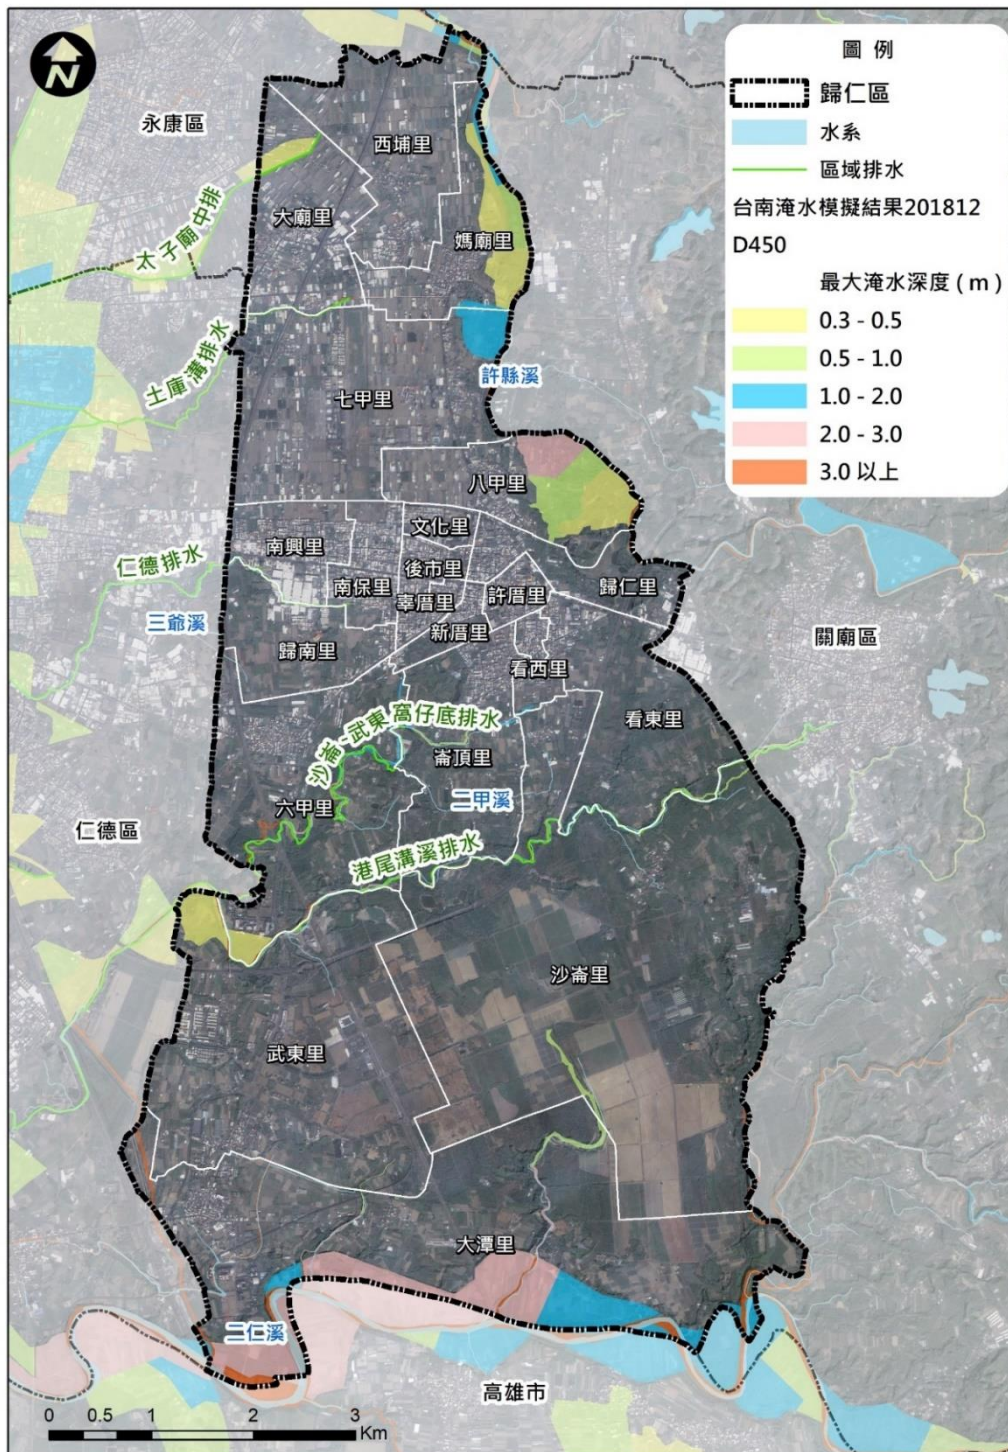 N
圖 例
歸仁區
水系
區域排水
台南淹水模擬結果201812
D450
最大淹水深度 ( m )
0.3 - 0.5
0.5 - 1.0
1.0 - 2.0
2.0 - 3.0
3.0 以上
永康區
西埔里
太子廟中排
大廟里
媽廟里
土庫溝排水
許縣溪
七甲里
八甲里
文化里
南興里
仁德排水
後市里
南保里
辜厝里
許厝里
歸仁里
三爺溪
新厝里
關廟區
歸南里
看西里
看東里
沙崙-武東窩仔底排水
崙頂里
六甲里
二甲溪
仁德區
港尾溝溪排水
沙崙里
武東里
大潭里
二仁溪
高雄市
0 0.5 1 2 3
Km